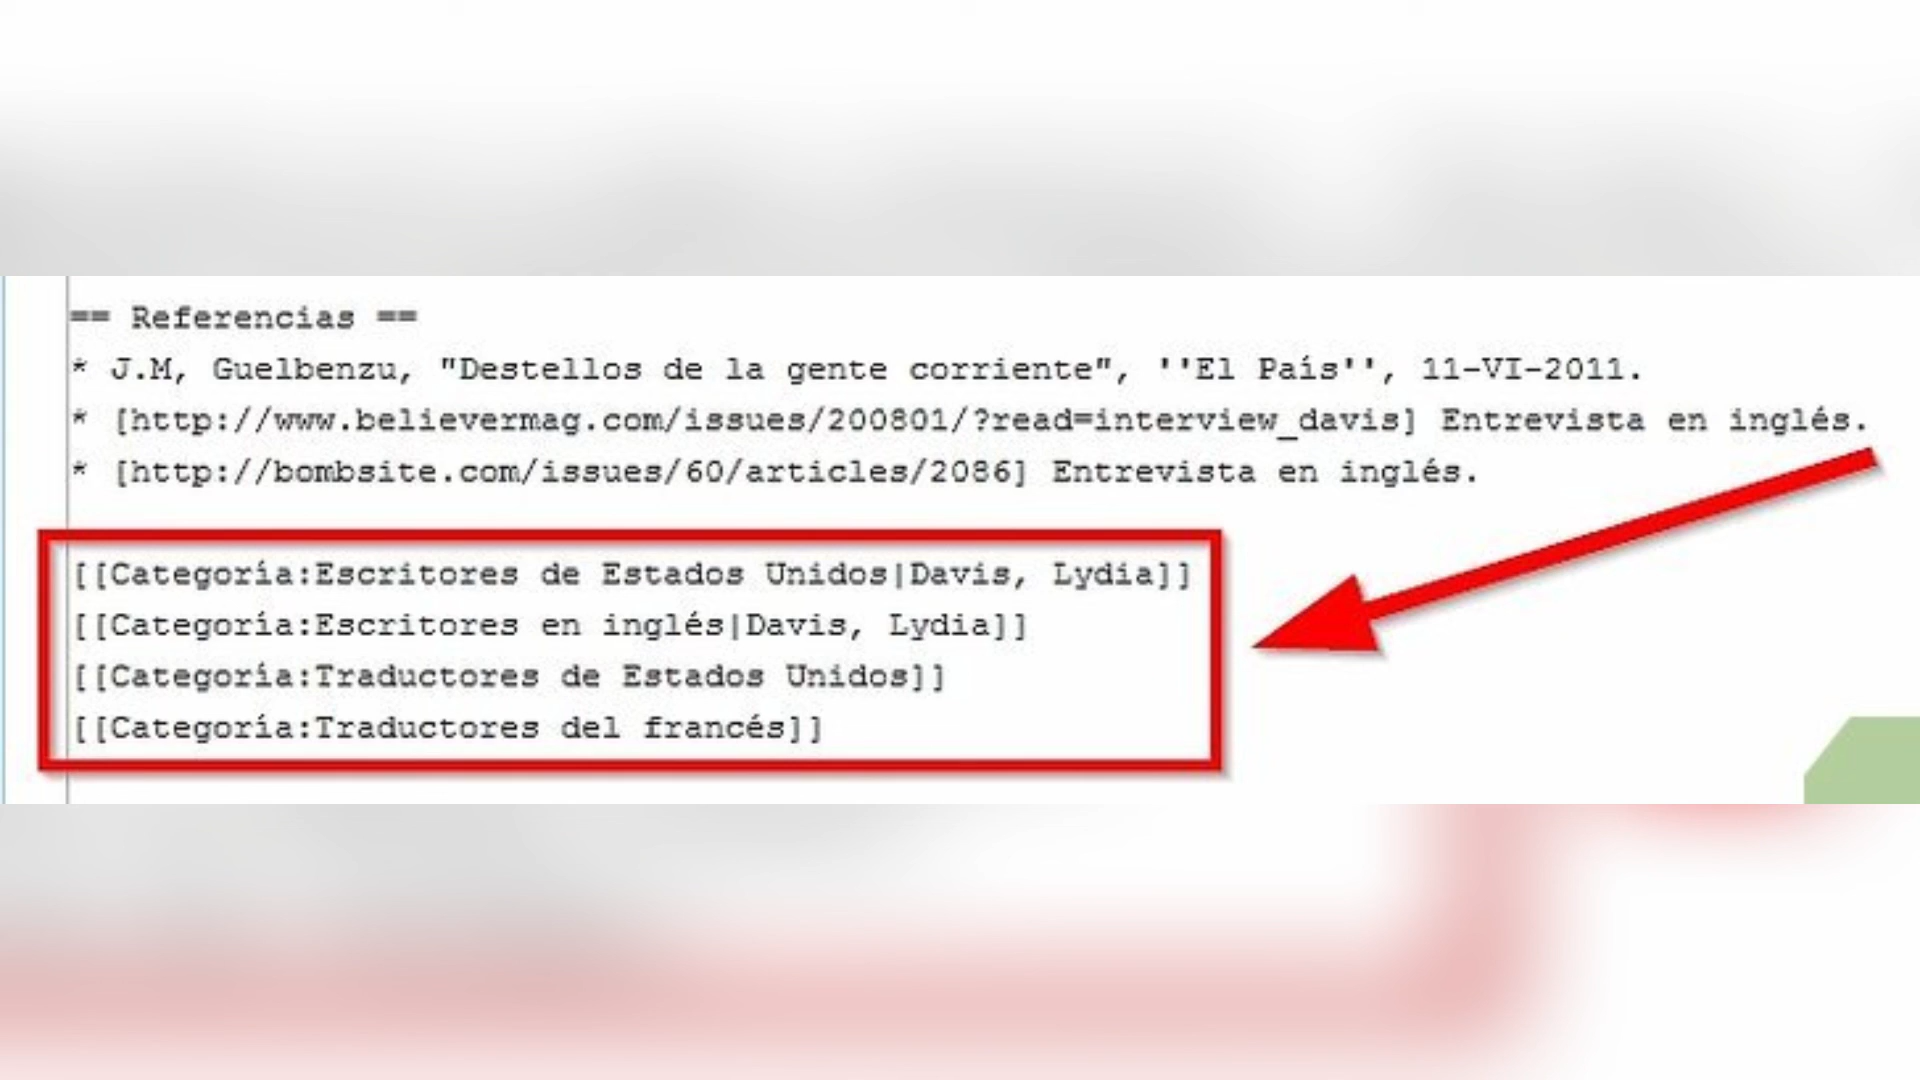 == Referencias ==
* J.M, Guelbenzu, "Destellos de la gente corriente", ''El País'', 11-VI-2011.
* [http://www.believermag.com/issues/200801/?read=interview_davis] Entrevista en inglés.
* [http://bombsite.com/issues/60/articles/2086] Entrevista en inglés.
[[Categoría:Escritores de Estados Unidos|Davis, Lydia]]
[[Categoría:Escritores en inglés|Davis, Lydia]]
[[Categoría:Traductores de Estados Unidos]]
[[Categoría:Traductores del francés]]